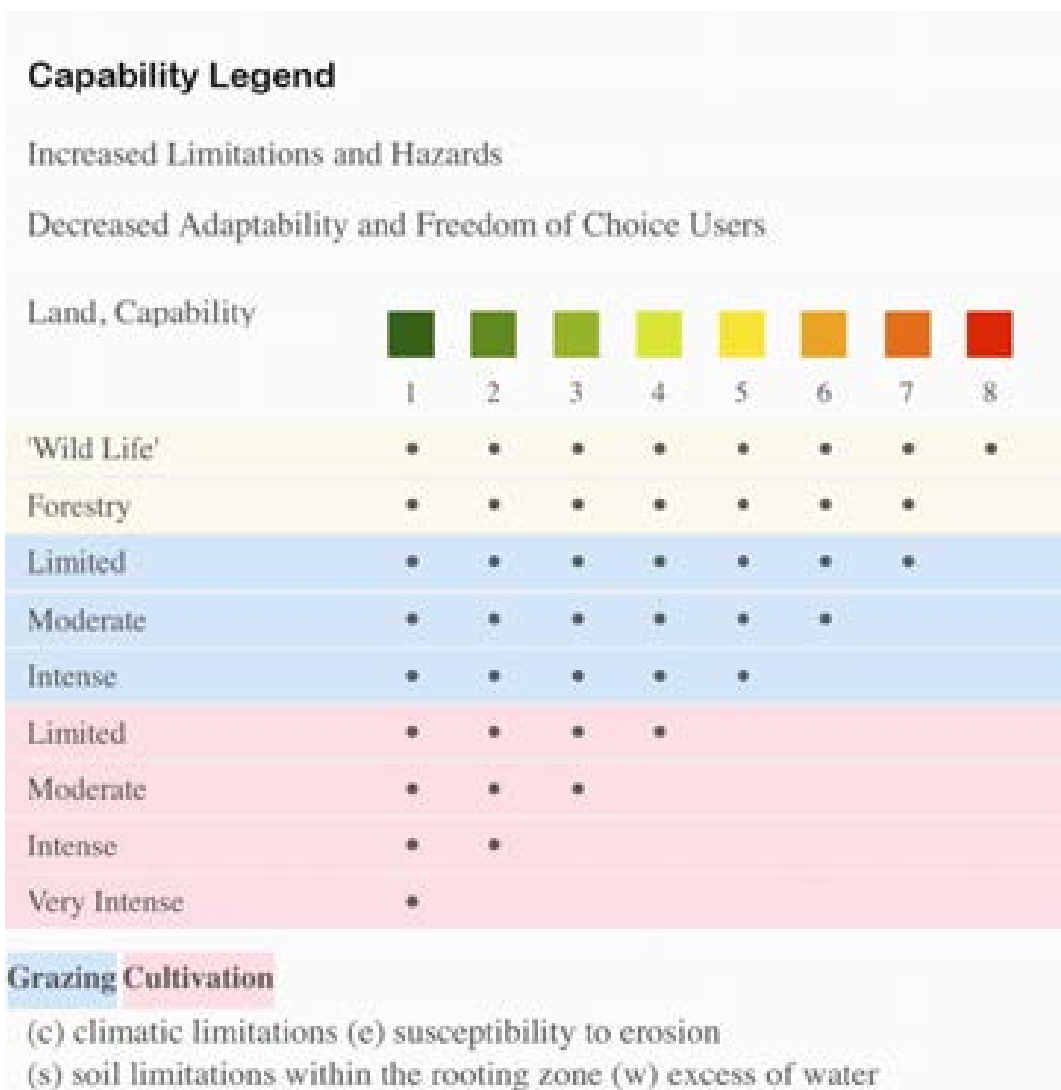 Capability Legend
Increased Limitations and Hazards
Decreased Adaptability and Freedom of Choice Users
Land, Capability
1 2 3 4 5 6 7 8
'Wild Life'
Forestry
Limited
Moderate
Intense
Limited
Moderate
Intense
Very Intense
Grazing Cultivation
(c) climatic limitations (e) susceptibility to erosion
(s) soil limitations within the rooting zone (w) excess of water